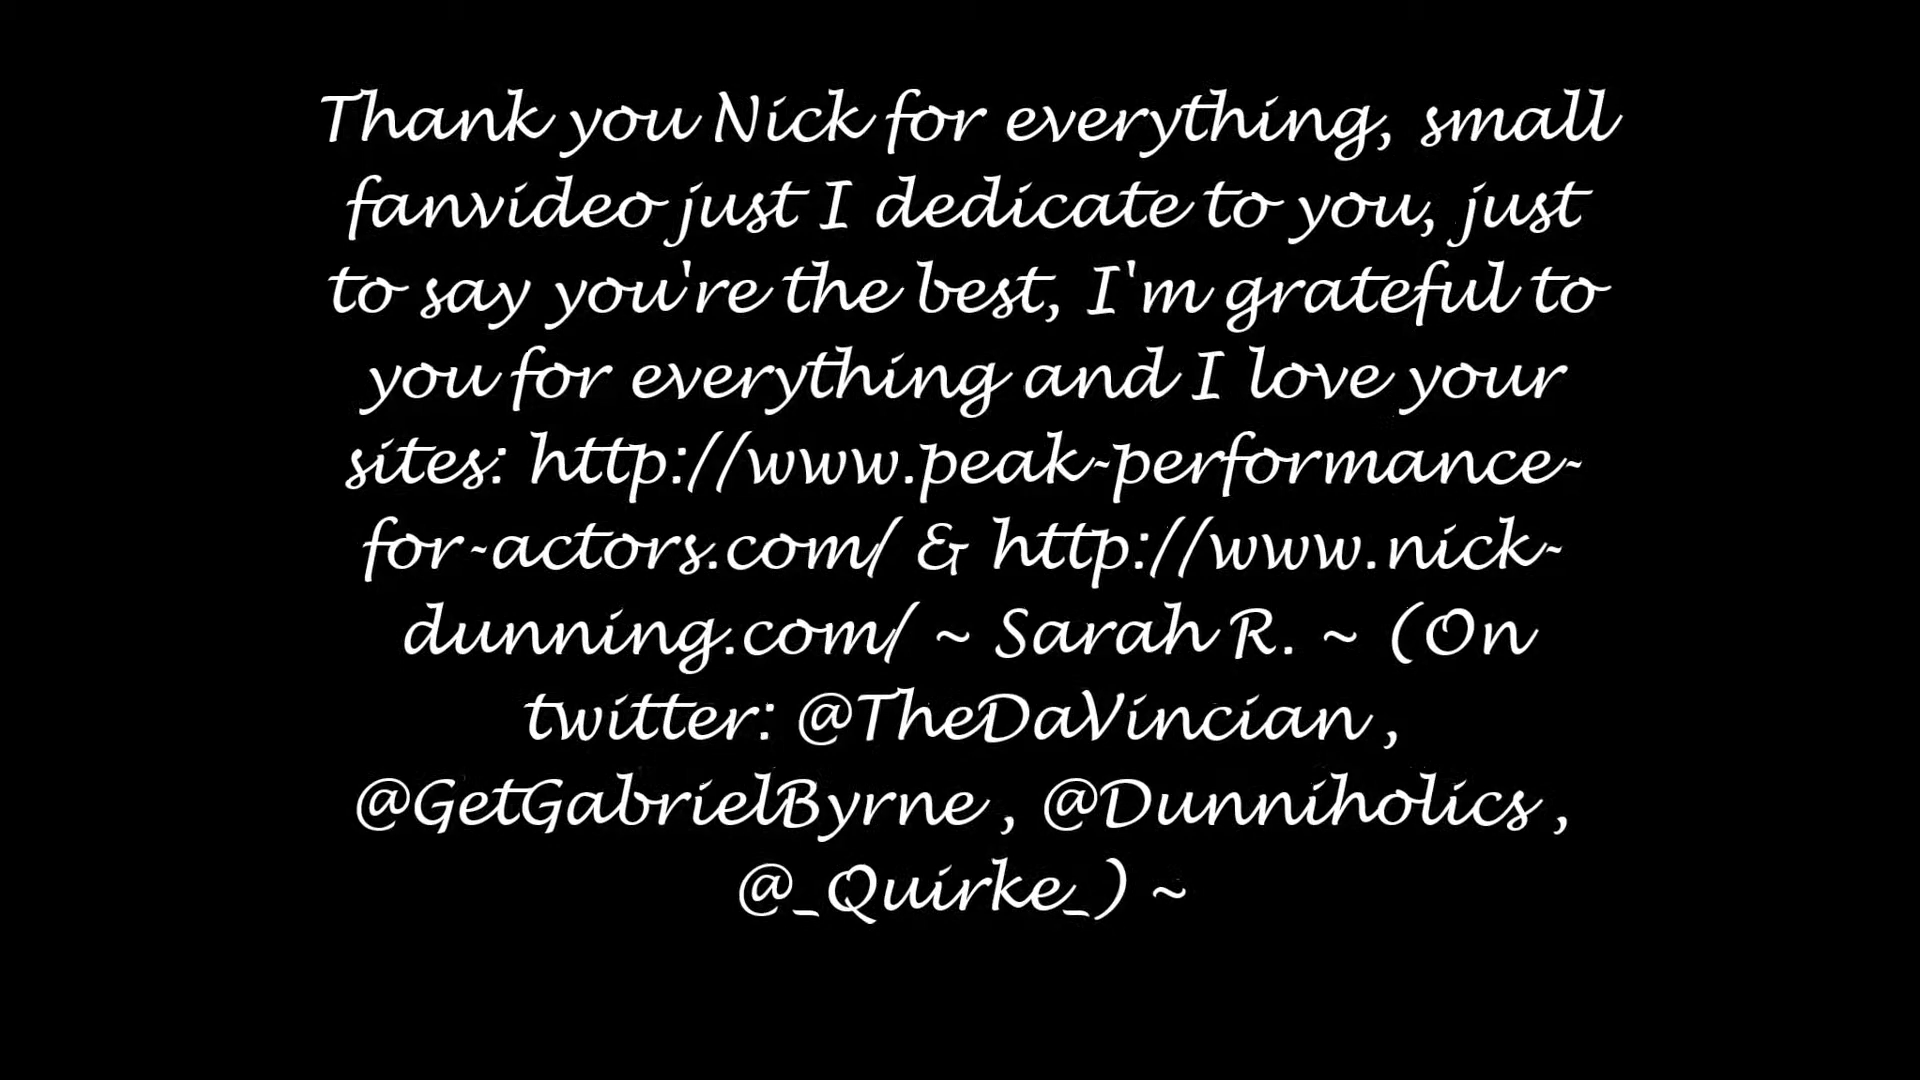 Thank you Nick for everything, small
fanvideo just I dedicate to you, just
to say you're the best, I'm grateful to
you for everything and I love your
sites: http://www.peak-performance-
for-actors.com/ & http://www.nick-
dunning.com/ ~ Sarah R. ~ (On
twitter: @TheDaVincian ,
@GetGabrielByrne , @Dunniholics ,
@_Quirke_) ~